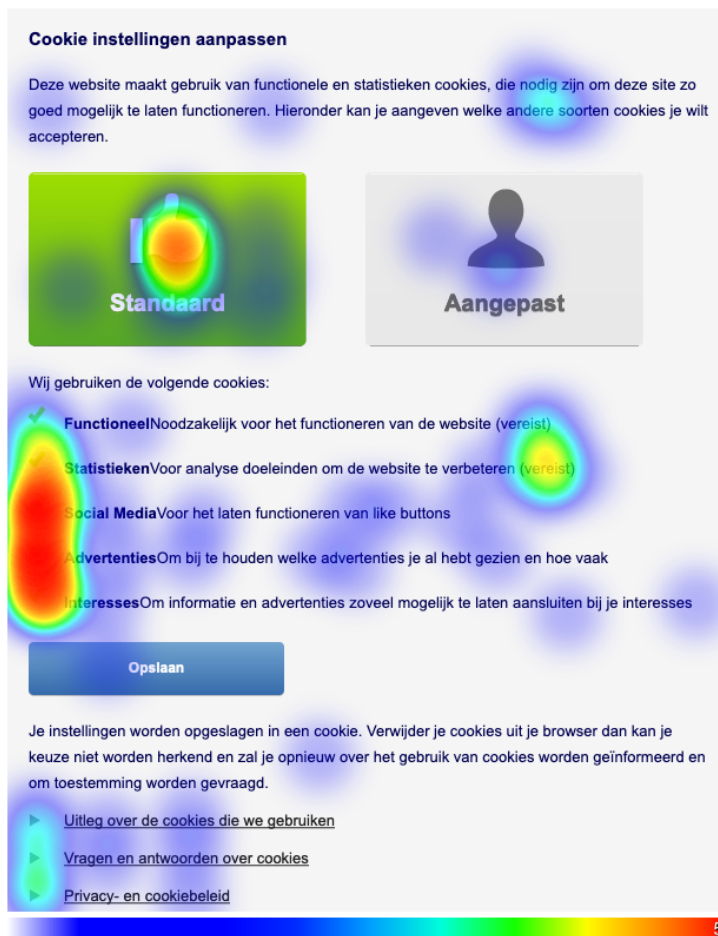 Cookie instellingen aanpassen
Deze website maakt gebruik van functionele en statistieken cookies, die nodig zijn om deze site zo
goed mogelijk te laten functioneren. Hieronder kan je aangeven welke andere soorten cookies je wilt
accepteren.
Standaard
Aangepast
Wij gebruiken de volgende cookies:
FunctioneelNoodzakelijk voor het functioneren van de website (vereist)
StatistiekenVoor analyse doeleinden om de website te verbeteren (vereist)
Social MediaVoor het laten functioneren van like buttons
AdvertentiesOm bij te houden welke advertenties je al hebt gezien en hoe vaak
InteressesOm informatie en advertenties zoveel mogelijk te laten aansluiten bij je interesses
Opslaan
Je instellingen worden opgeslagen in een cookie. Verwijder je cookies uit je browser dan kan je
keuze niet worden herkend en zal je opnieuw over het gebruik van cookies worden geïnformeerd en
om toestemming worden gevraagd.
Uitleg over de cookies die we gebruiken
Vragen en antwoorden over cookies
Privacy- en cookiebeleid